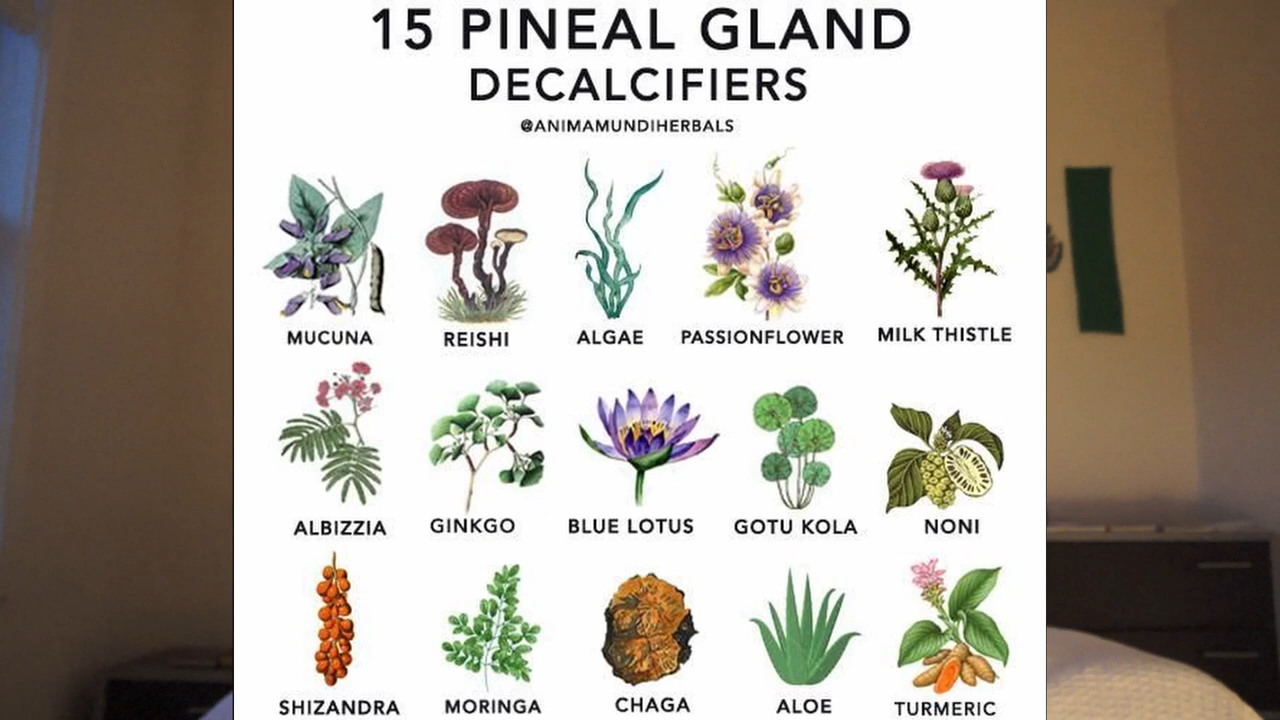 15 PINEAL GLAND
DECALCIFIERS
@ANIMAMUNDIHERBALS
MUCUNA REISHI ALGAE PASSIONFLOWER MILK THISTLE
ALBIZZIA GINKGO BLUE LOTUS GOTU KOLA NONI
SHIZANDRA MORINGA CHAGA ALOE TURMERIC